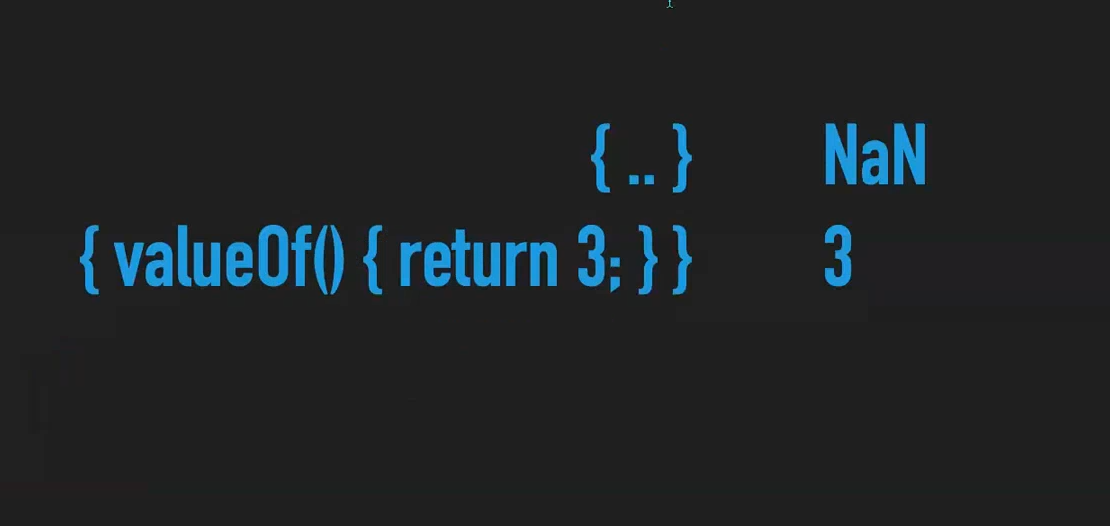 { .. } NaN
{ valueOf() { return 3; } } 3